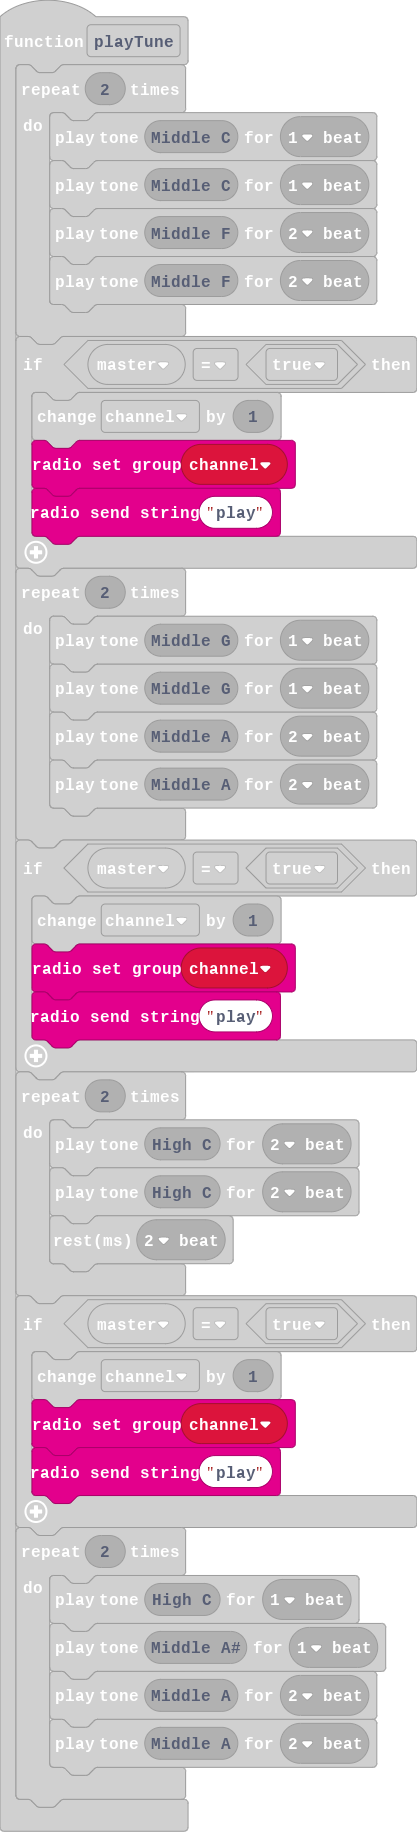 function playTune
repeat 2 times
do
play tone Middle C for 1 beat
play tone Middle C for 1 beat
play tone Middle F for 2 beat
play tone Middle F for 2 beat
if master = true then
change channel by 1
radio set group channel
radio send string "play"
repeat 2 times
do
play tone Middle G for 1 beat
play tone Middle G for 1 beat
play tone Middle A for 2 beat
play tone Middle A for 2 beat
if master = true then
change channel by 1
radio set group channel
radio send string "play"
repeat 2 times
do
play tone High C for 2 beat
play tone High C for 2 beat
rest(ms) 2 beat
if master = true then
change channel by 1
radio set group channel
radio send string "play"
repeat 2 times
do
play tone High C for 1 beat
play tone Middle A# for 1 beat
play tone Middle A for 2 beat
play tone Middle A for 2 beat